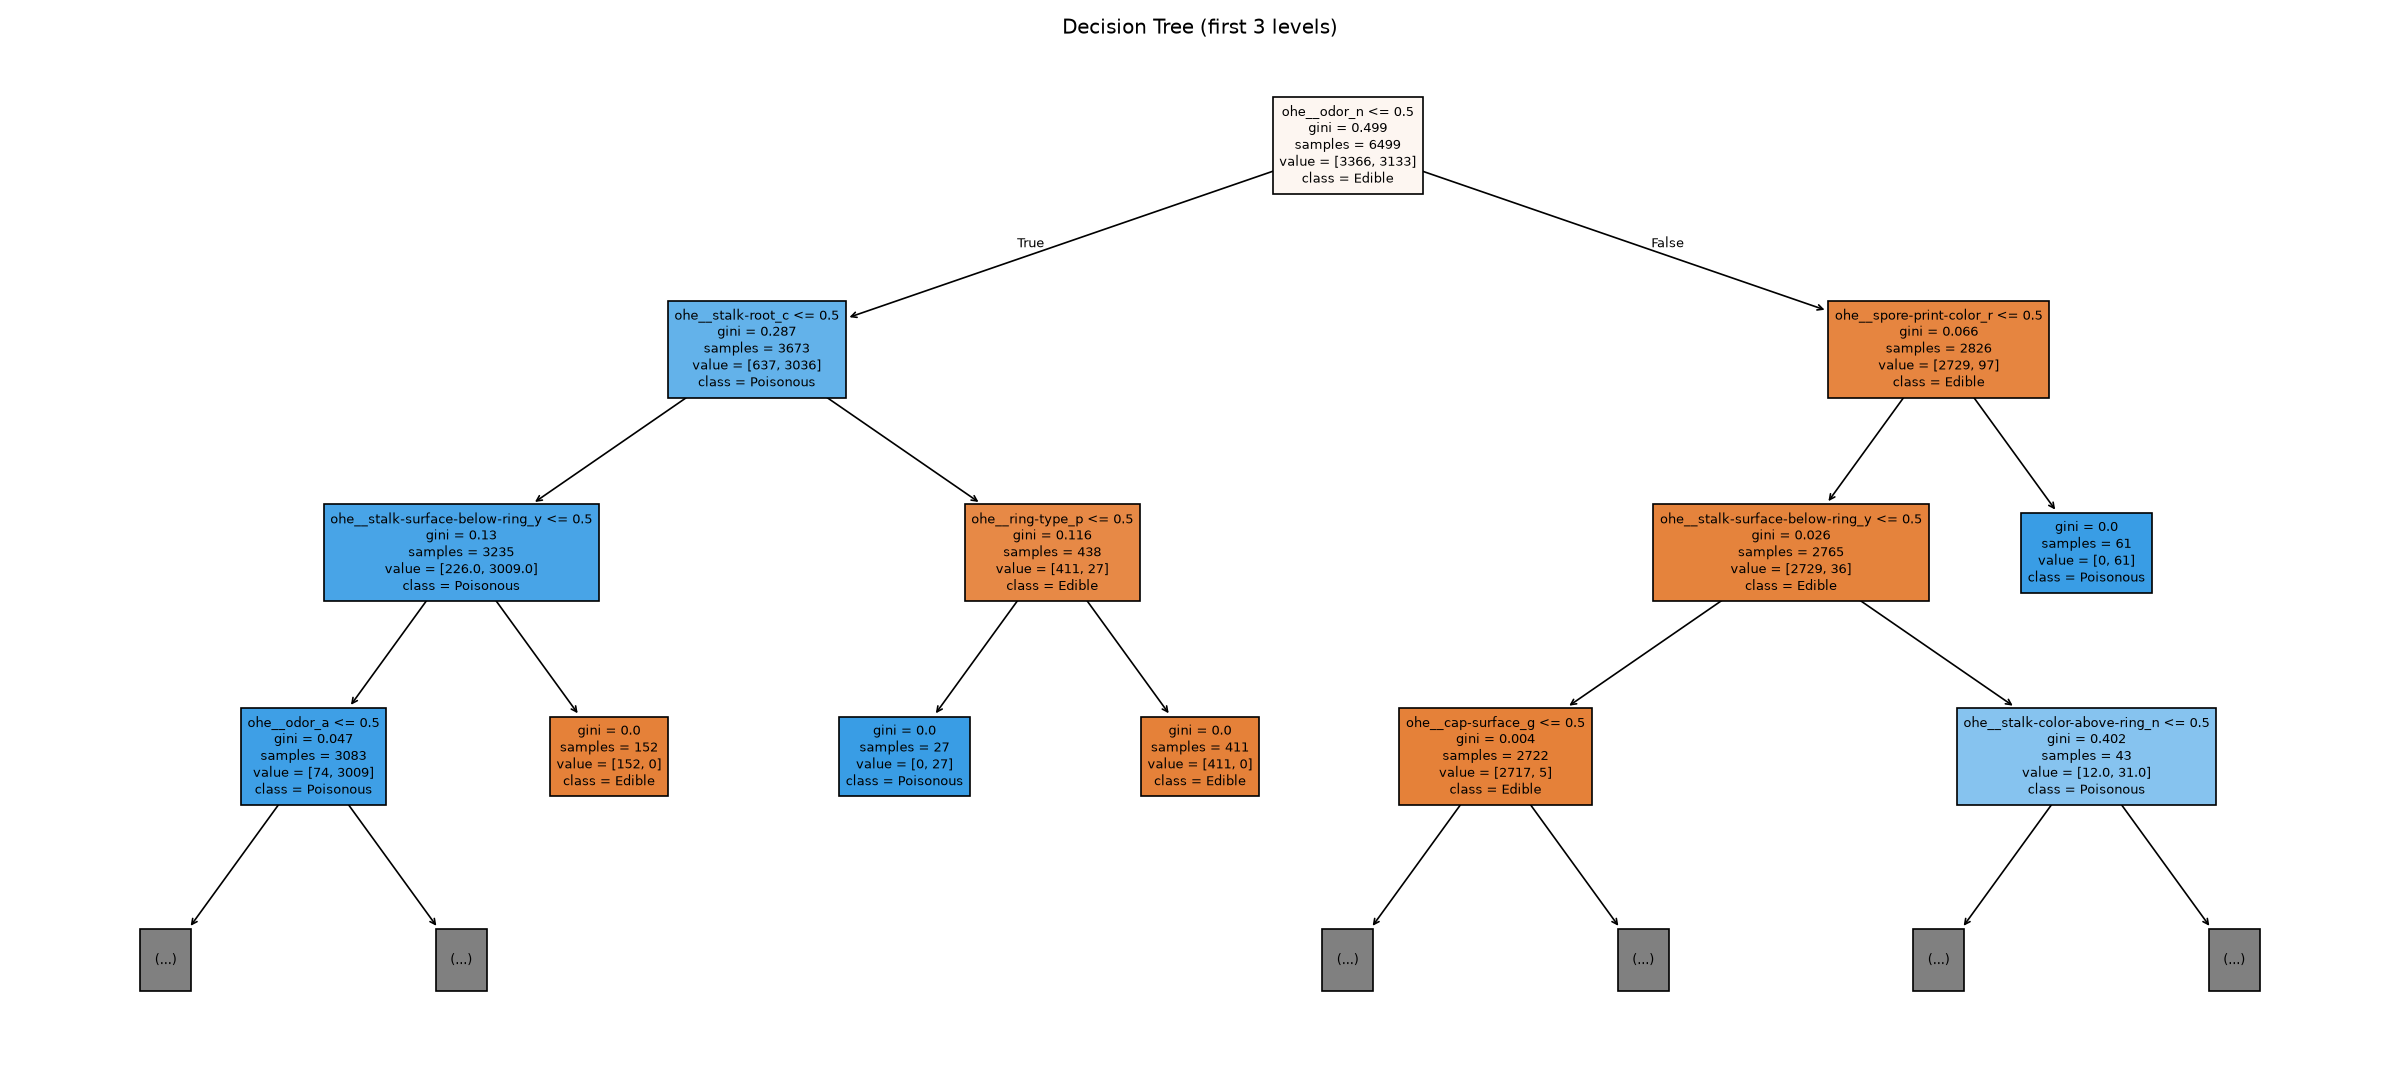 Decision Tree (first 3 levels)
ohe__odor_n <= 0.5
gini = 0.499
samples = 6499
value = [3366, 3133]
class = Edible
True
False
ohe__stalk-root_c <= 0.5
gini = 0.287
samples = 3673
value = [637, 3036]
class = Poisonous
ohe__spore-print-color_r <= 0.5
gini = 0.066
samples = 2826
value = [2729, 97]
class = Edible
ohe__stalk-surface-below-ring_y <= 0.5
gini = 0.13
samples = 3235
value = [226.0, 3009.0]
class = Poisonous
ohe__ring-type_p <= 0.5
gini = 0.116
samples = 438
value = [411, 27]
class = Edible
ohe__stalk-surface-below-ring_y <= 0.5
gini = 0.026
samples = 2765
value = [2729, 36]
class = Edible
gini = 0.0
samples = 61
value = [0, 61]
class = Poisonous
ohe__odor_a <= 0.5
gini = 0.047
samples = 3083
value = [74, 3009]
class = Poisonous
gini = 0.0
samples = 152
value = [152, 0]
class = Edible
gini = 0.0
samples = 27
value = [0, 27]
class = Poisonous
gini = 0.0
samples = 411
value = [411, 0]
class = Edible
ohe__cap-surface_g <= 0.5
gini = 0.004
samples = 2722
value = [2717, 5]
class = Edible
ohe__stalk-color-above-ring_n <= 0.5
gini = 0.402
samples = 43
value = [12.0, 31.0]
class = Poisonous
(...)
(...)
(...)
(...)
(...)
(...)